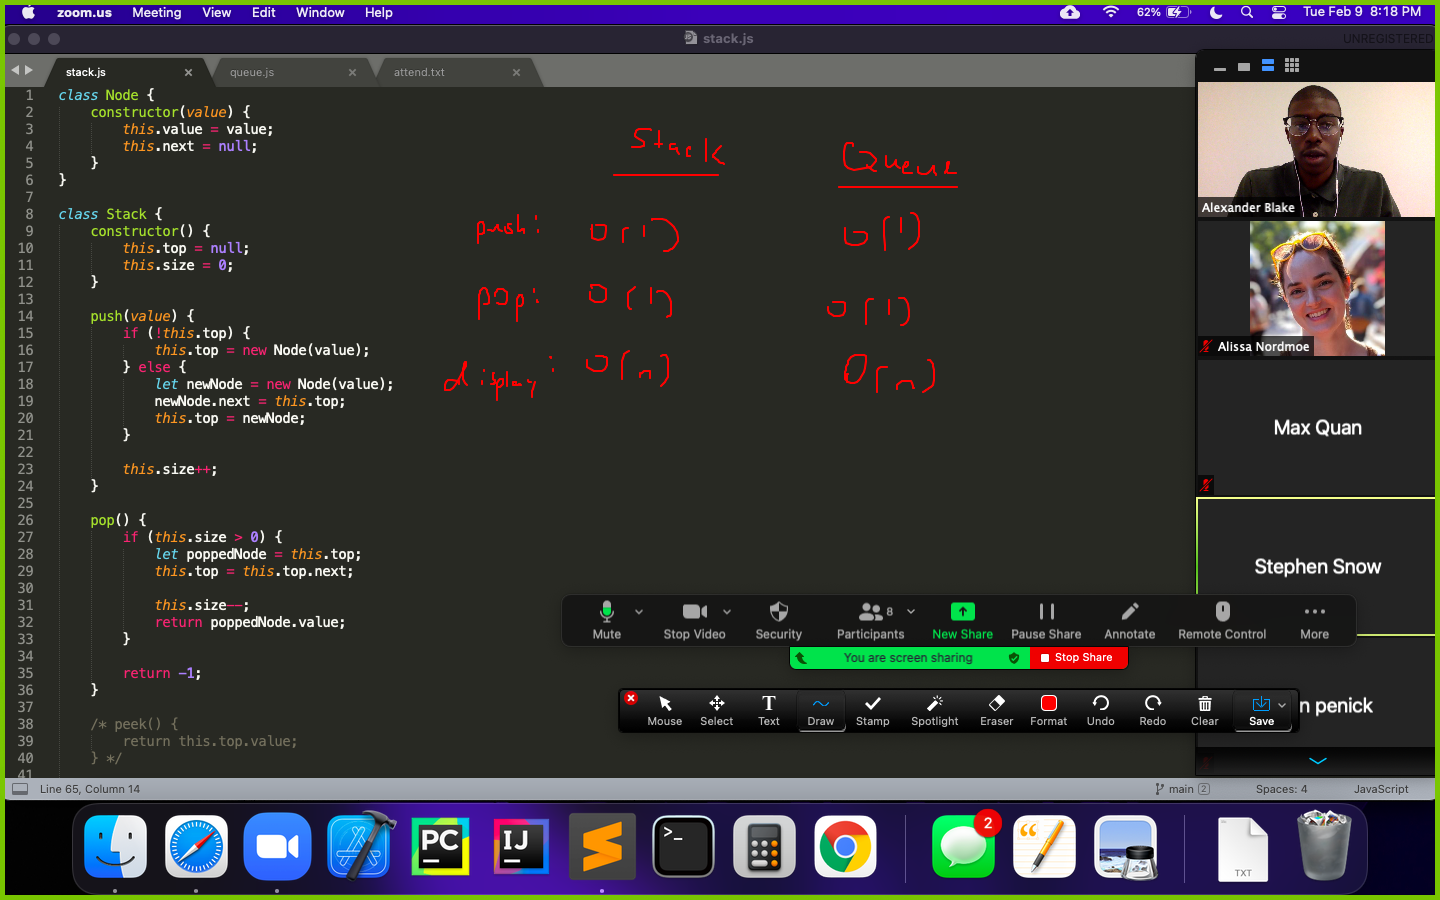 zoom.us Meeting View Edit Window Help 62% Tue Feb 9 8:18 PM
stack.js UNREGISTERED
stack.js × queue.js × attend.txt ×
1 class Node {
2 constructor(value) {
3 this.value = value;
4 this.next = null;
5 }
6 }
7
8 class Stack {
9 constructor() {
10 this.top = null;
11 this.size = 0;
12 }
13
14 push(value) {
15 if (!this.top) {
16 this.top = new Node(value);
17 } else {
18 let newNode = new Node(value);
19 newNode.next = this.top;
20 this.top = newNode;
21 }
22
23 this.size++;
24 }
25
26 pop() {
27 if (this.size > 0) {
28 let poppedNode = this.top;
29 this.top = this.top.next;
30
31 this.size--;
32 return poppedNode.value;
33 }
34
35 return -1;
36 }
37
38 /* peek() {
39 return this.top.value;
40 } */
41
Stack Queue
push: O(1) O(1)
pop: O(1) O(1)
display: O(n) O(n)
Alexander Blake
Alissa Nordmoe
Max Quan
Stephen Snow
n penick
Mute Stop Video Security Participants 8 New Share Pause Share Annotate Remote Control More
You are screen sharing Stop Share
Mouse Select Text Draw Stamp Spotlight Eraser Format Undo Redo Clear Save
Line 65, Column 14 main 2 Spaces: 4 JavaScript
PC IJ >_ 2 TXT